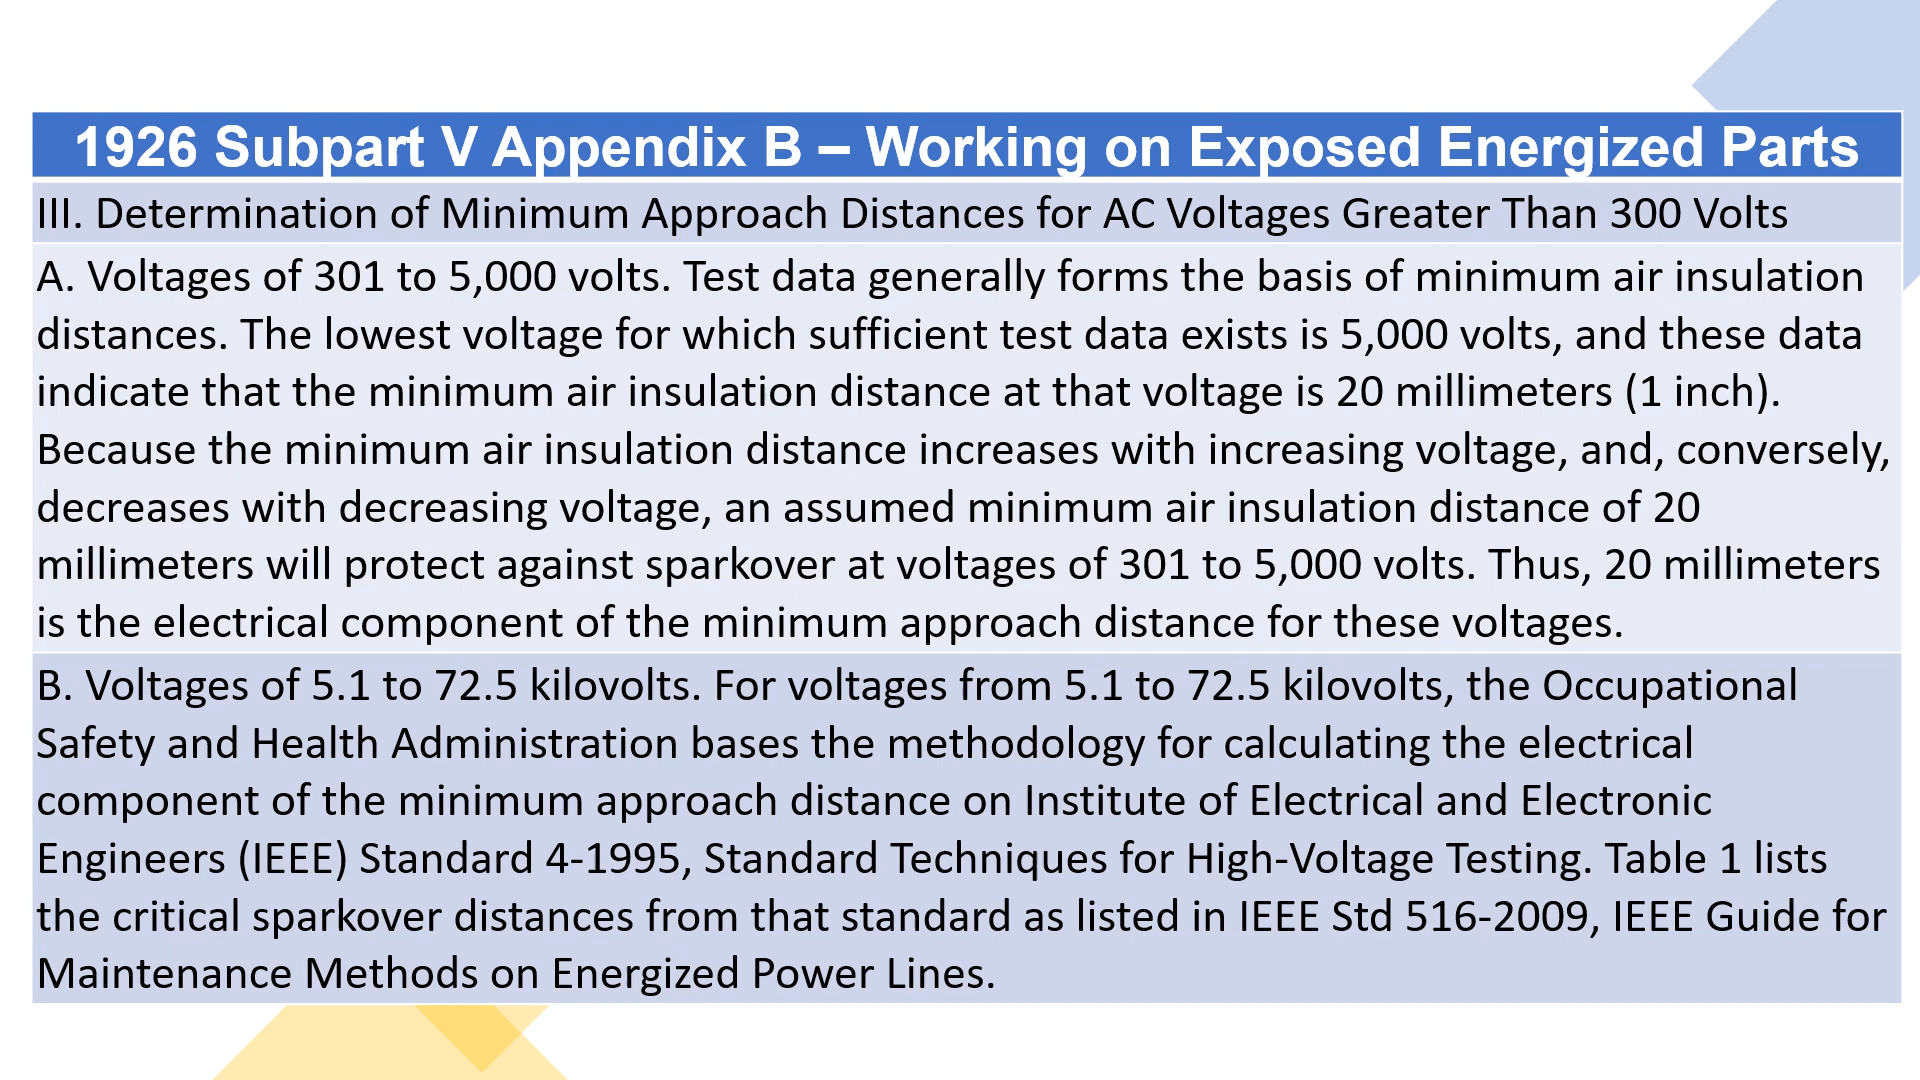 1926 Subpart V Appendix B – Working on Exposed Energized Parts
III. Determination of Minimum Approach Distances for AC Voltages Greater Than 300 Volts
A. Voltages of 301 to 5,000 volts. Test data generally forms the basis of minimum air insulation
distances. The lowest voltage for which sufficient test data exists is 5,000 volts, and these data
indicate that the minimum air insulation distance at that voltage is 20 millimeters (1 inch).
Because the minimum air insulation distance increases with increasing voltage, and, conversely,
decreases with decreasing voltage, an assumed minimum air insulation distance of 20
millimeters will protect against sparkover at voltages of 301 to 5,000 volts. Thus, 20 millimeters
is the electrical component of the minimum approach distance for these voltages.
B. Voltages of 5.1 to 72.5 kilovolts. For voltages from 5.1 to 72.5 kilovolts, the Occupational
Safety and Health Administration bases the methodology for calculating the electrical
component of the minimum approach distance on Institute of Electrical and Electronic
Engineers (IEEE) Standard 4-1995, Standard Techniques for High-Voltage Testing. Table 1 lists
the critical sparkover distances from that standard as listed in IEEE Std 516-2009, IEEE Guide for
Maintenance Methods on Energized Power Lines.